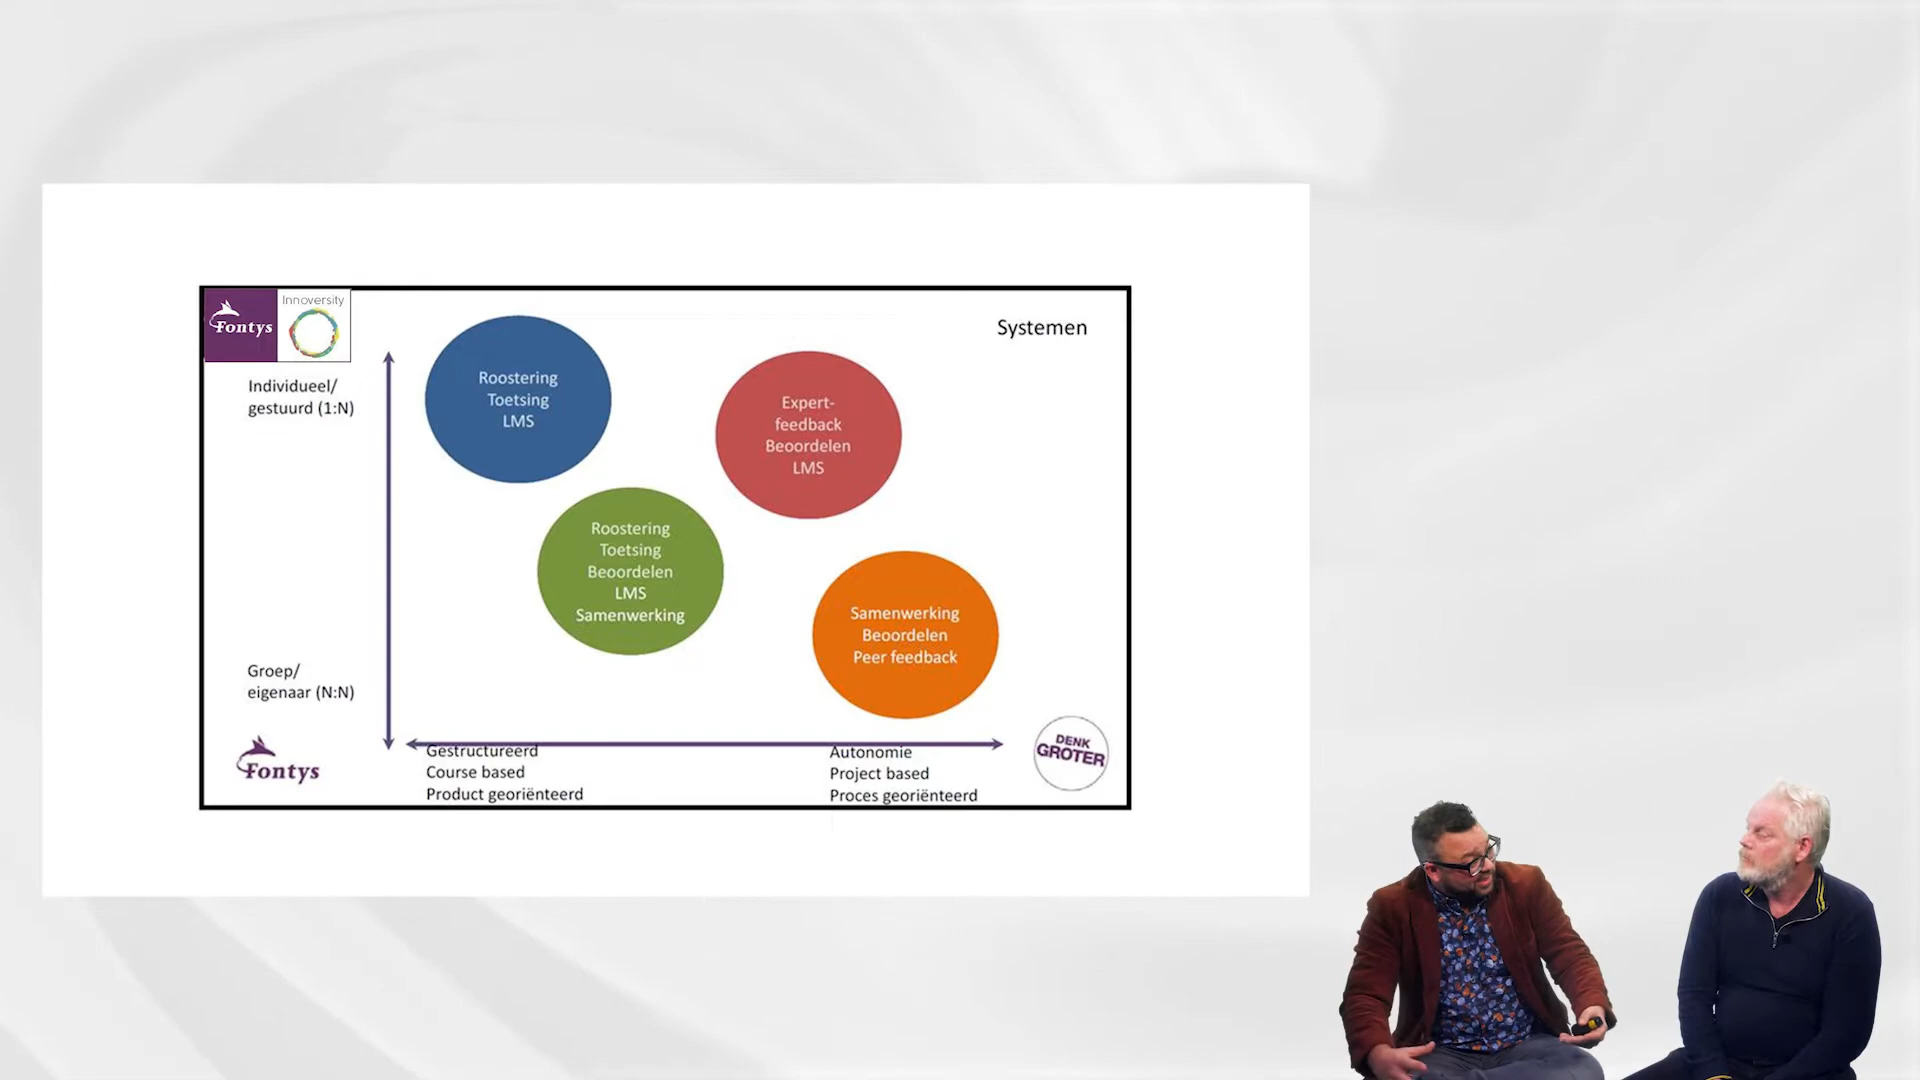 Fontys
Innoversity
Systemen
Individueel/
gestuurd (1:N)
Roostering
Toetsing
LMS
Expert-
feedback
Beoordelen
LMS
Roostering
Toetsing
Beoordelen
LMS
Samenwerking
Samenwerking
Beoordelen
Peer feedback
Groep/
eigenaar (N:N)
Fontys
Gestructureerd
Course based
Product georiënteerd
Autonomie
Project based
Proces georiënteerd
DENK
GROTER